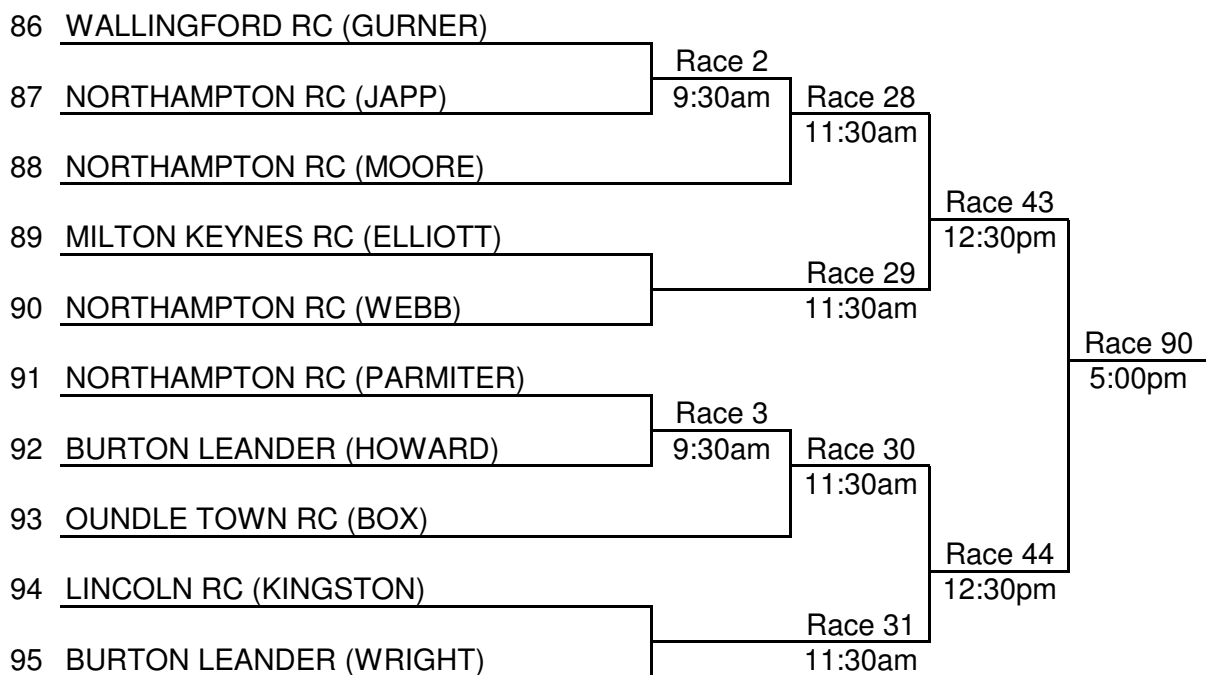 86 WALLINGFORD RC (GURNER)
Race 2
87 NORTHAMPTON RC (JAPP)
9:30am
Race 28
11:30am
88 NORTHAMPTON RC (MOORE)
Race 43
89 MILTON KEYNES RC (ELLIOTT)
12:30pm
Race 29
90 NORTHAMPTON RC (WEBB)
11:30am
Race 90
91 NORTHAMPTON RC (PARMITER)
5:00pm
Race 3
92 BURTON LEANDER (HOWARD)
9:30am
Race 30
11:30am
93 OUNDLE TOWN RC (BOX)
Race 44
94 LINCOLN RC (KINGSTON)
12:30pm
Race 31
95 BURTON LEANDER (WRIGHT)
11:30am